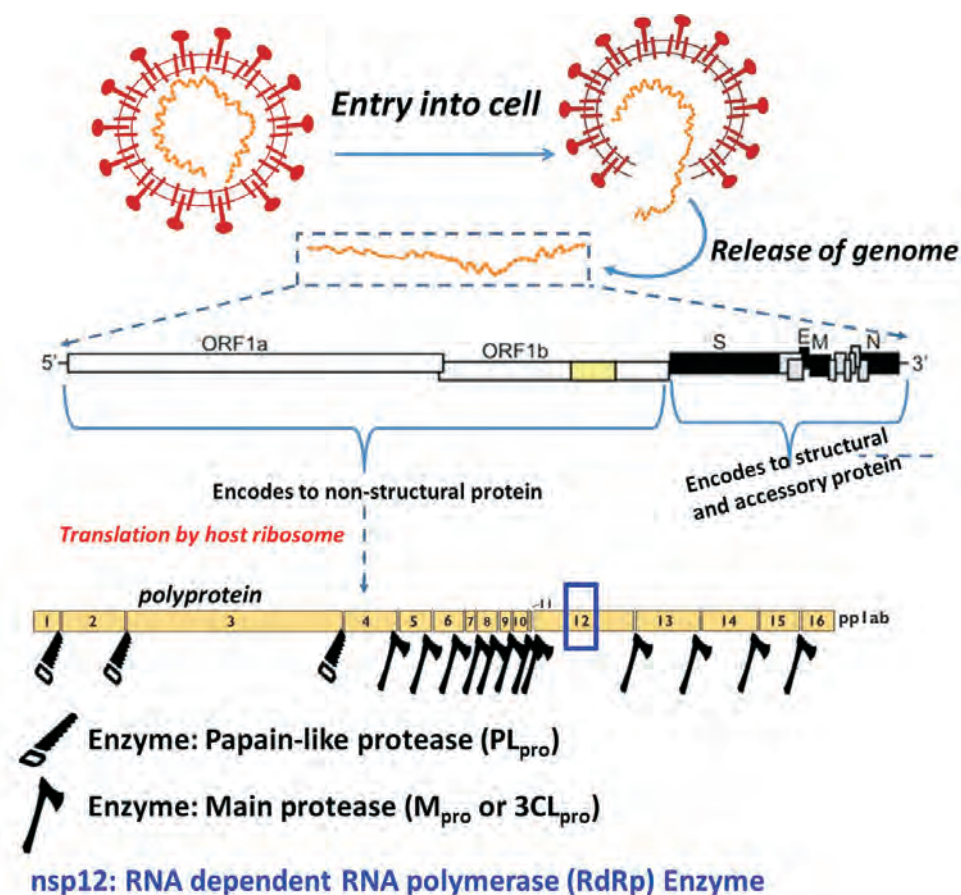 Entry into cell
Release of genome
5' ORF1a ORF1b S E M N 3'
Encodes to non-structural protein
Encodes to structural
and accessory protein
Translation by host ribosome
polyprotein
11
1 2 3 4 5 6 7 8 9 10 12 13 14 15 16 pp1ab
Enzyme: Papain-like protease (PLpro)
Enzyme: Main protease (Mpro or 3CLpro)
nsp12: RNA dependent RNA polymerase (RdRp) Enzyme